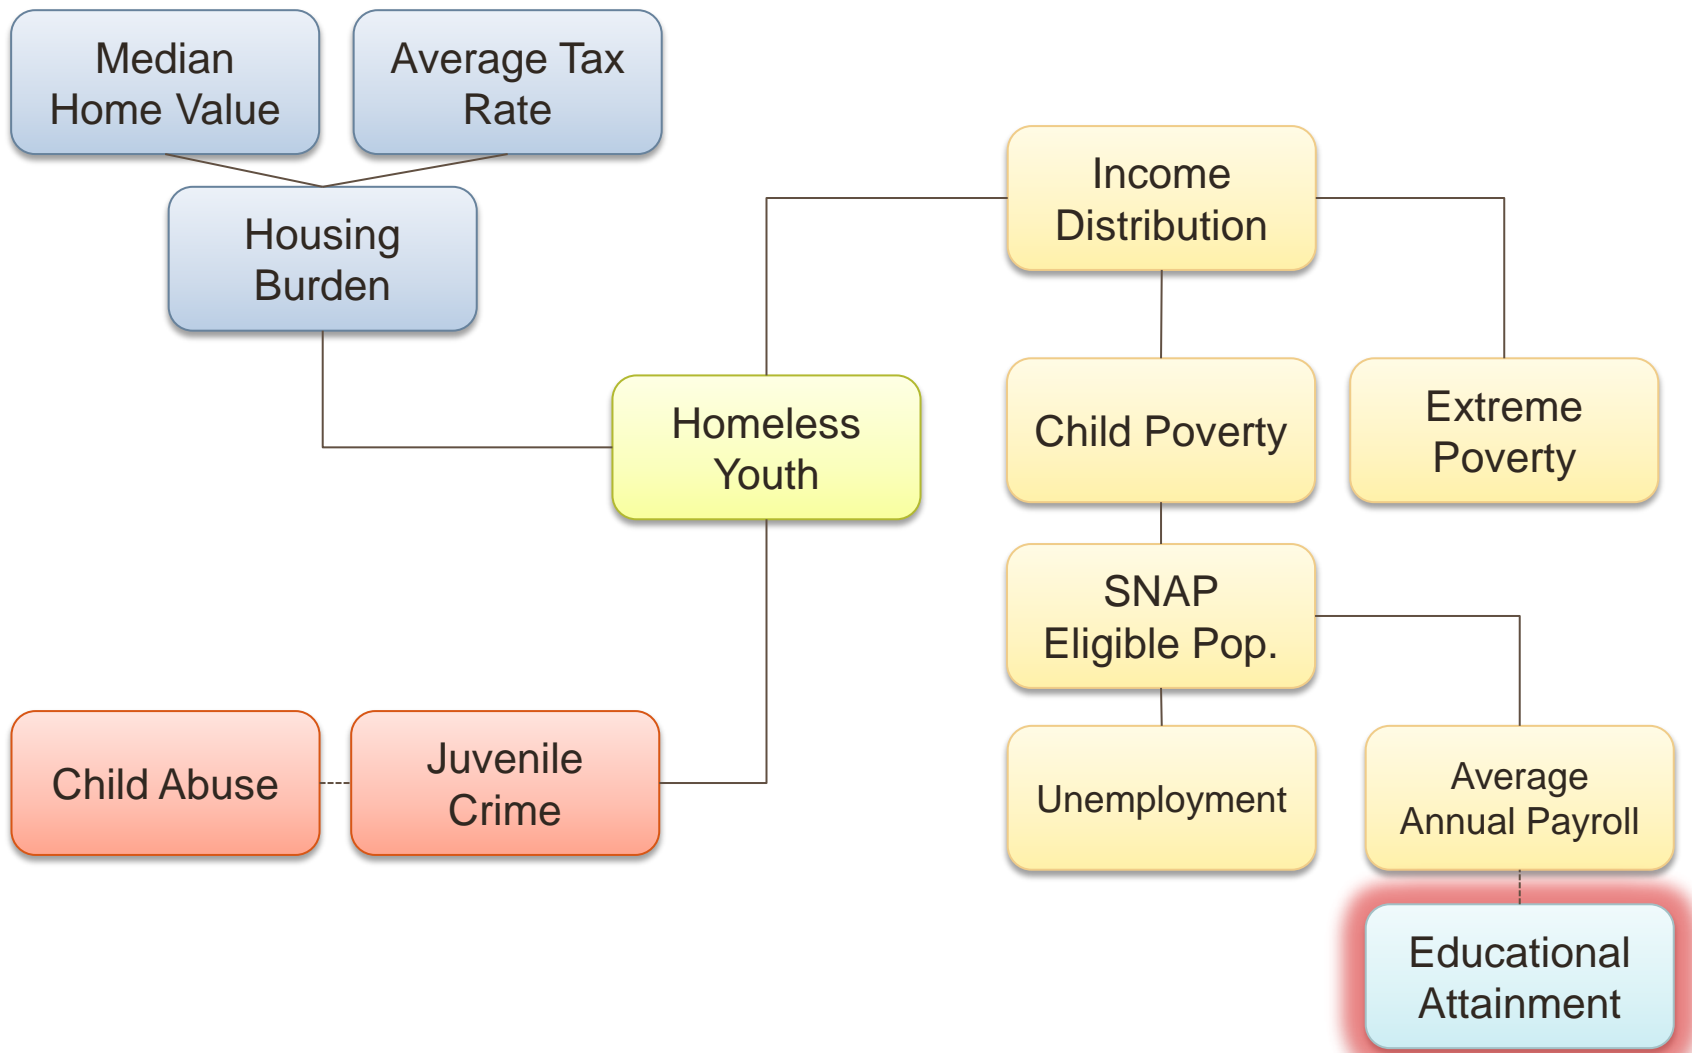 Median
Home Value
Average Tax
Rate
Housing
Burden
Income
Distribution
Homeless
Youth
Child Poverty
Extreme
Poverty
SNAP
Eligible Pop.
Child Abuse
Juvenile
Crime
Unemployment
Average
Annual Payroll
Educational
Attainment